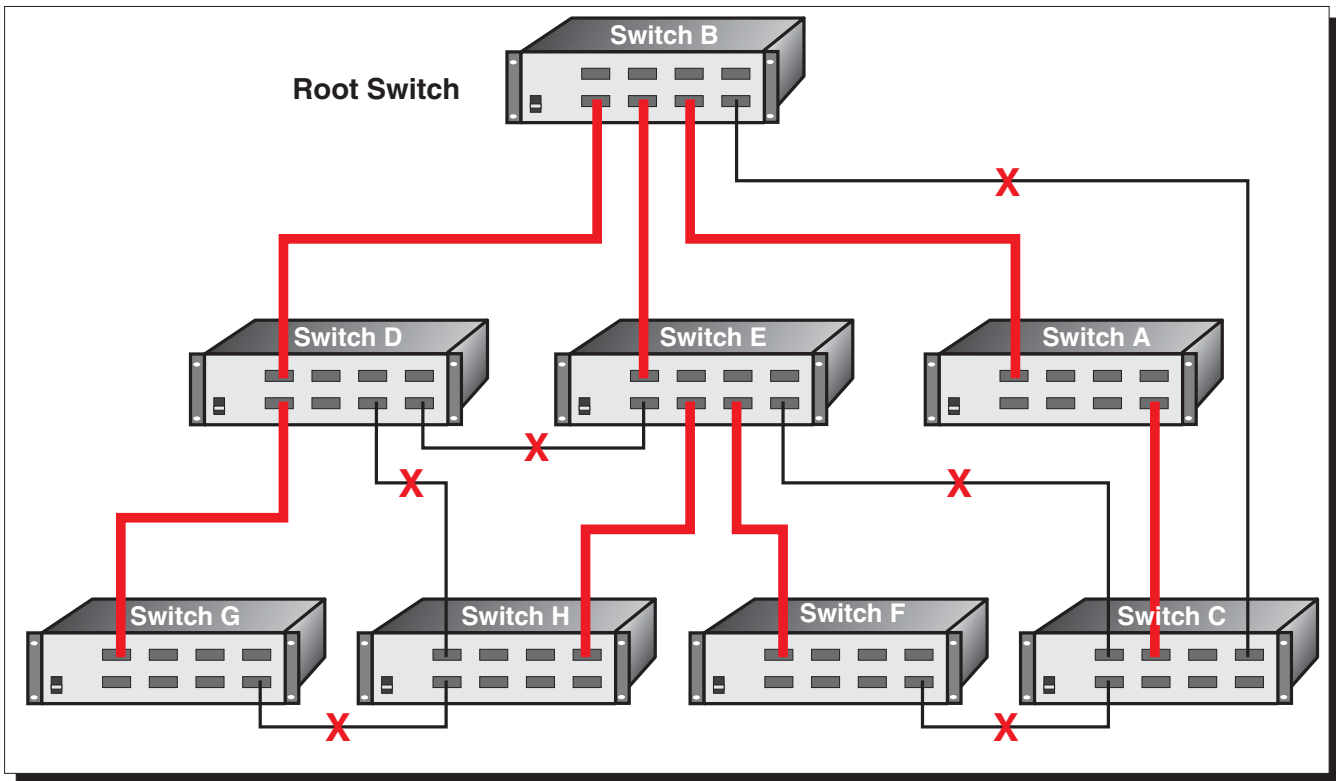 Switch B
Root Switch
X
Switch D
Switch E
Switch A
X
X
X
Switch G
Switch H
Switch F
Switch C
X
X